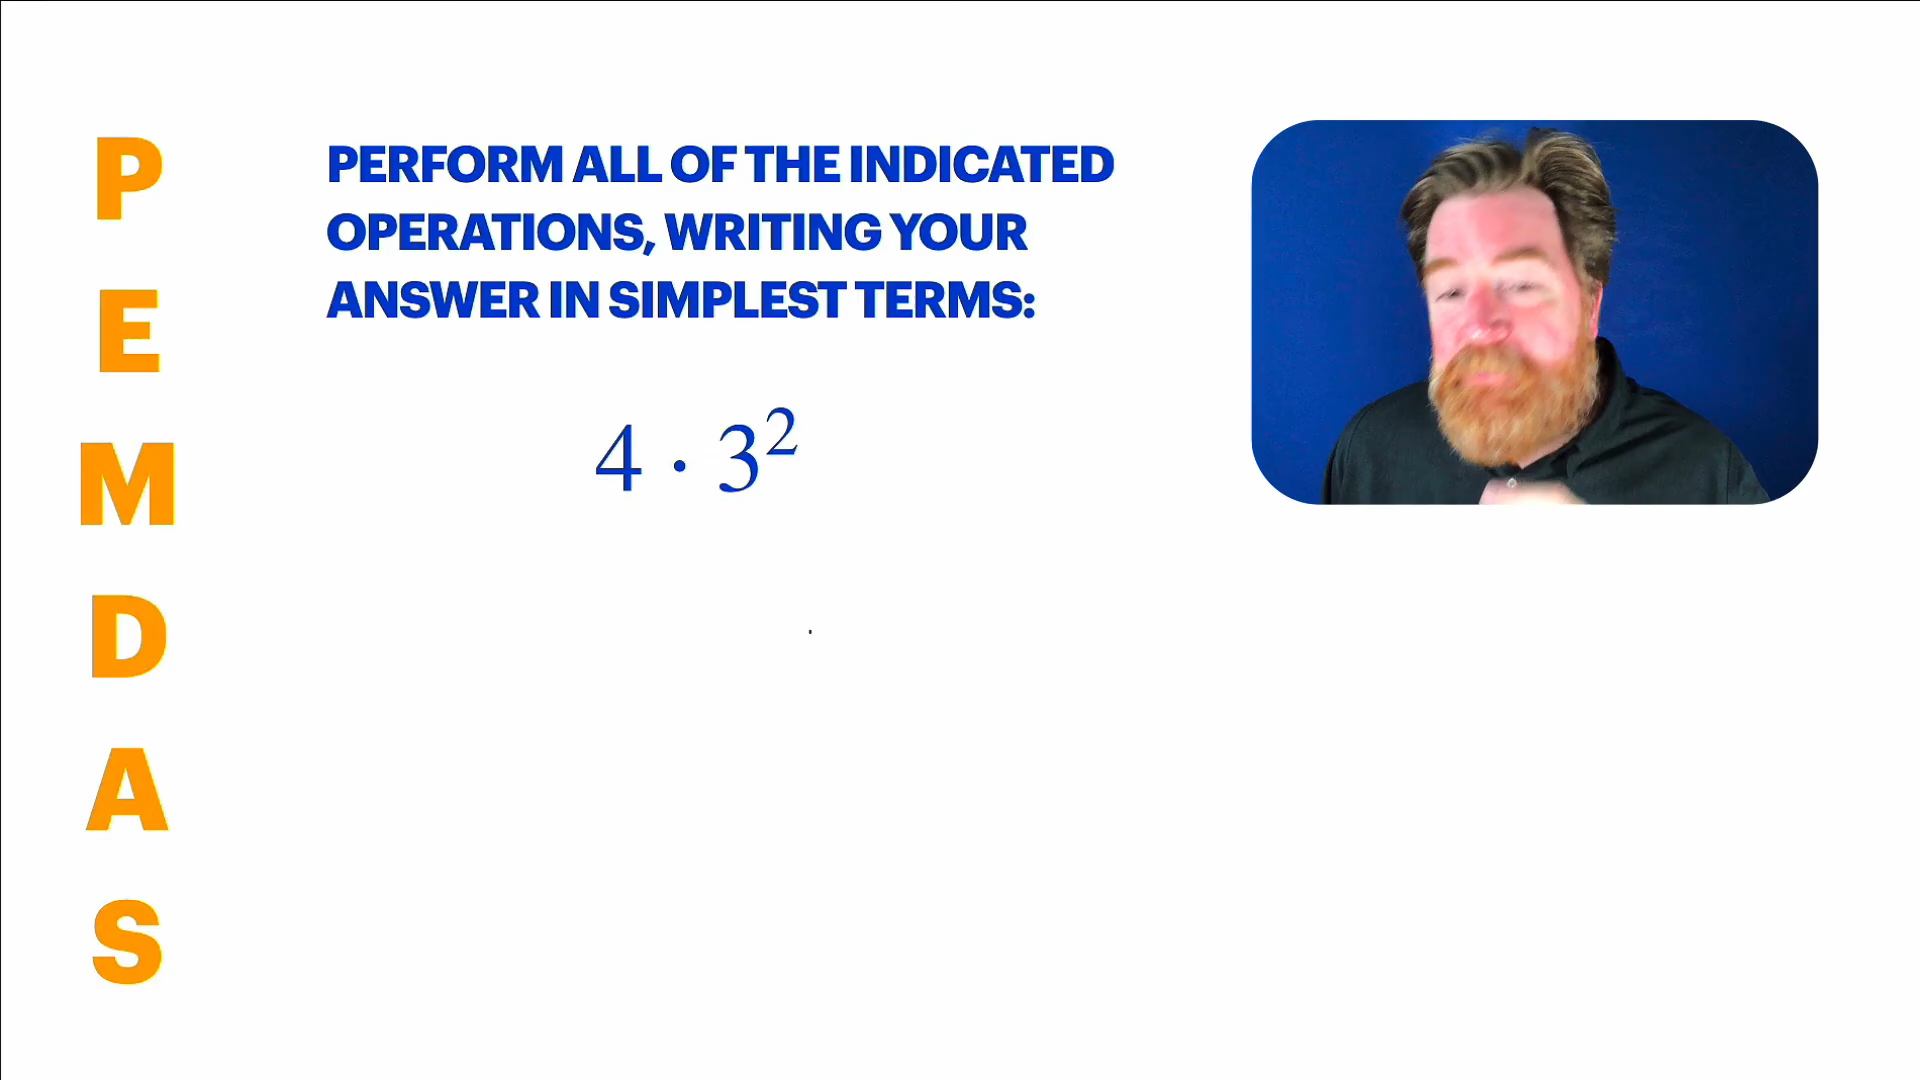 P
E
M
D
A
S
PERFORM ALL OF THE INDICATED
OPERATIONS, WRITING YOUR
ANSWER IN SIMPLEST TERMS:
4 · 3²